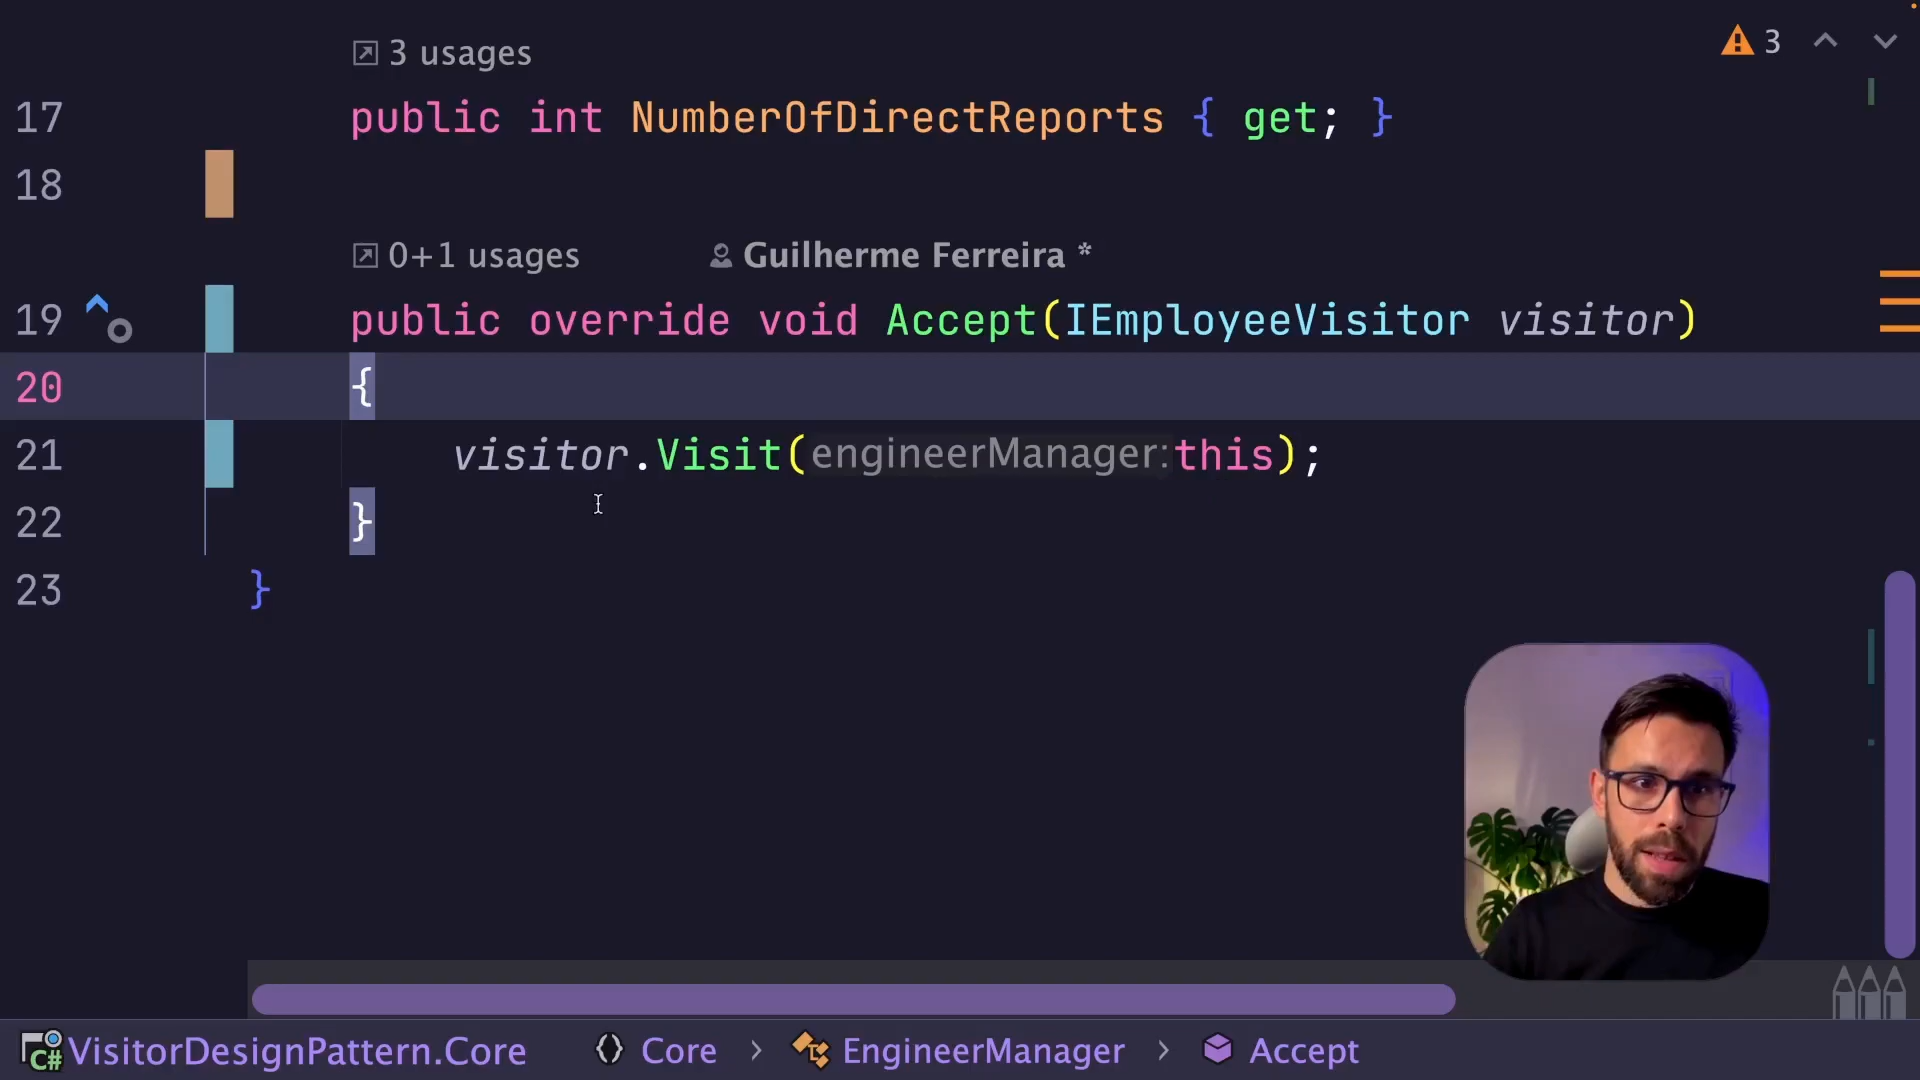 3 usages
3
17 public int NumberOfDirectReports { get; }
18
0+1 usages Guilherme Ferreira *
19 public override void Accept(IEmployeeVisitor visitor)
20 {
21 visitor.Visit(engineerManager:this);
22 }
23 }
C# VisitorDesignPattern.Core Core > EngineerManager > Accept